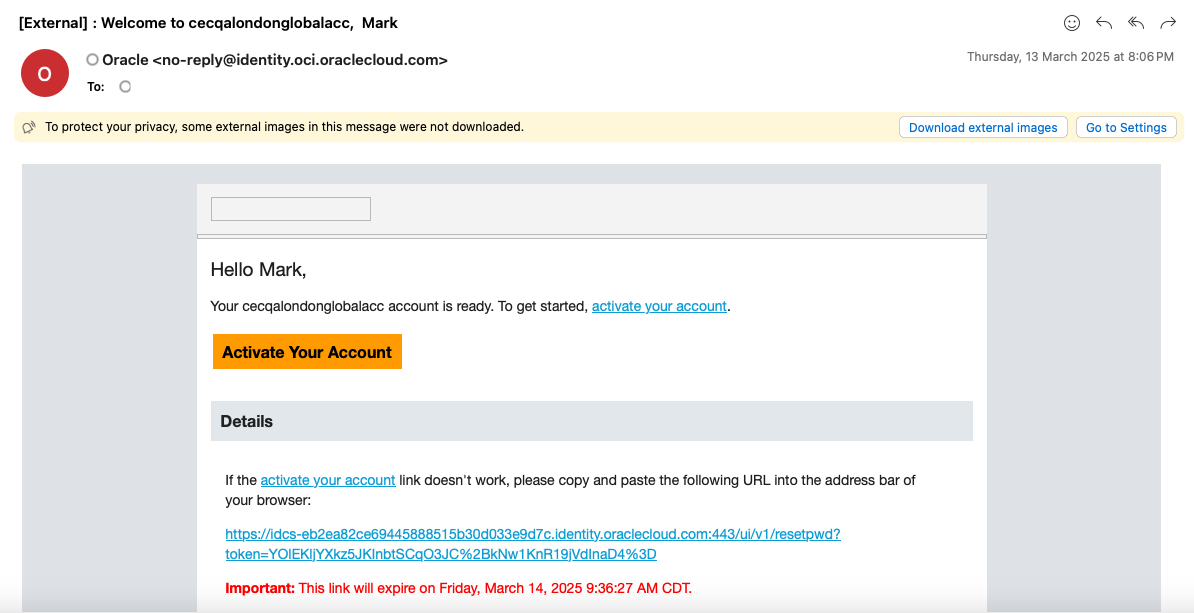 [External] : Welcome to cecqalondonglobalacc, Mark
O
Oracle <no-reply@identity.oci.oraclecloud.com>
Thursday, 13 March 2025 at 8:06 PM
To:
To protect your privacy, some external images in this message were not downloaded.
Download external images
Go to Settings
Hello Mark,
Your cecqalondonglobalacc account is ready. To get started, activate your account.
Activate Your Account
Details
If the activate your account link doesn't work, please copy and paste the following URL into the address bar of
your browser:
https://idcs-eb2ea82ce69445888515b30d033e9d7c.identity.oraclecloud.com:443/ui/v1/resetpwd?
token=YOlEKljYXkz5JKlnbtSCqO3JC%2BkNw1KnR19jVdlnaD4%3D
Important: This link will expire on Friday, March 14, 2025 9:36:27 AM CDT.